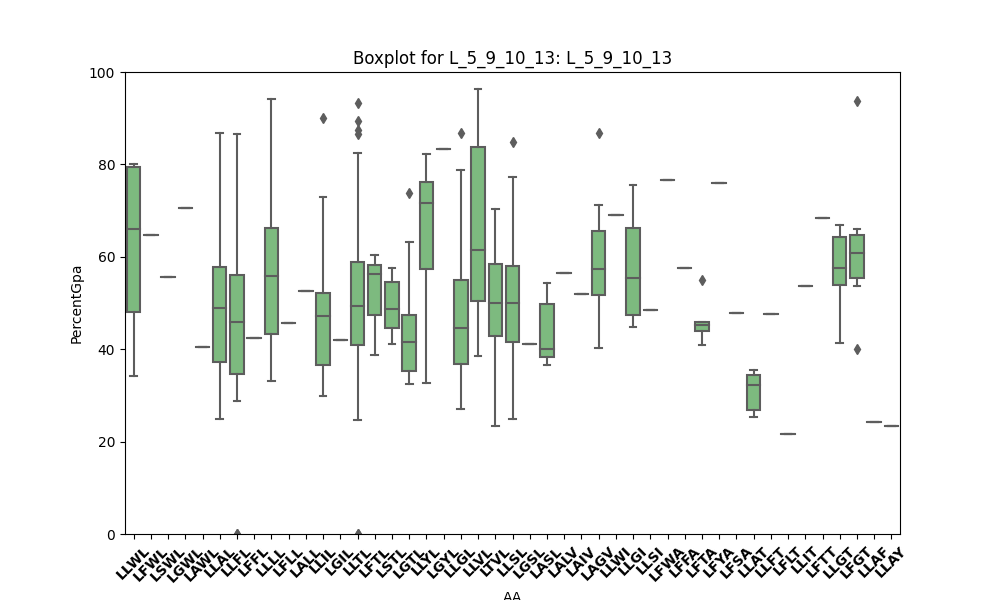 Boxplot for L_5_9_10_13: L_5_9_10_13
100
80
60
40
20
0
PercentGpa
LLWL LFWL LSWL LGWL LAWL LLAL LLFL LFFL LLLL LFLL LALL LLIL LGIL LLTL LFTL LSTL LGTL LLYL LGYL LLGL LLVL LTVL LLSL LGSL LASL LALV LAIV LAGV LLWI LLGI LLSI LFWA LFFA LFTA LFYA LFSA LLAT LLFT LFLT LLIT LFTT LLGT LFGT LLAF LLAY
AA